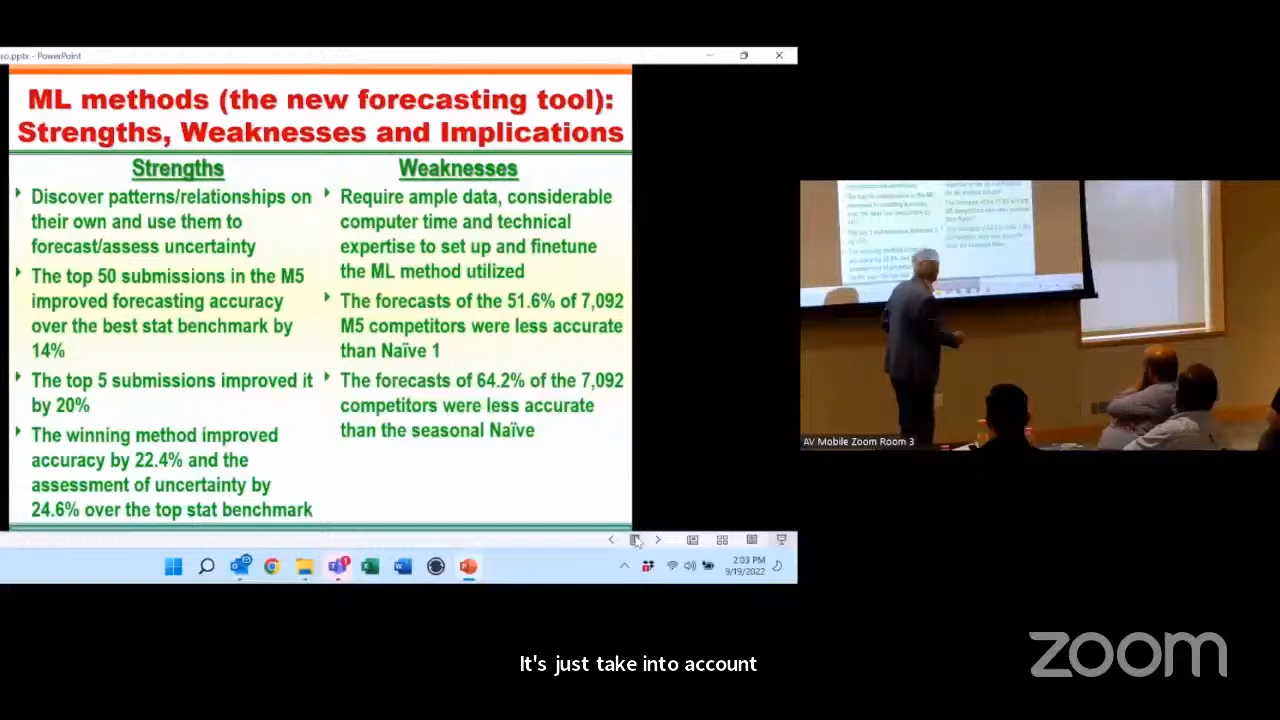 ro.pptx - PowerPoint
ML methods (the new forecasting tool):
Strengths, Weaknesses and Implications
Strengths
Discover patterns/relationships on
their own and use them to
forecast/assess uncertainty
The top 50 submissions in the M5
improved forecasting accuracy
over the best stat benchmark by
14%
The top 5 submissions improved it
by 20%
The winning method improved
accuracy by 22.4% and the
assessment of uncertainty by
24.6% over the top stat benchmark
Weaknesses
Require ample data, considerable
computer time and technical
expertise to set up and finetune
the ML method utilized
The forecasts of the 51.6% of 7,092
M5 competitors were less accurate
than Naïve 1
The forecasts of 64.2% of the 7,092
competitors were less accurate
than the seasonal Naïve
2:03 PM
9/19/2022
AV Mobile Zoom Room 3
It's just take into account
zoom